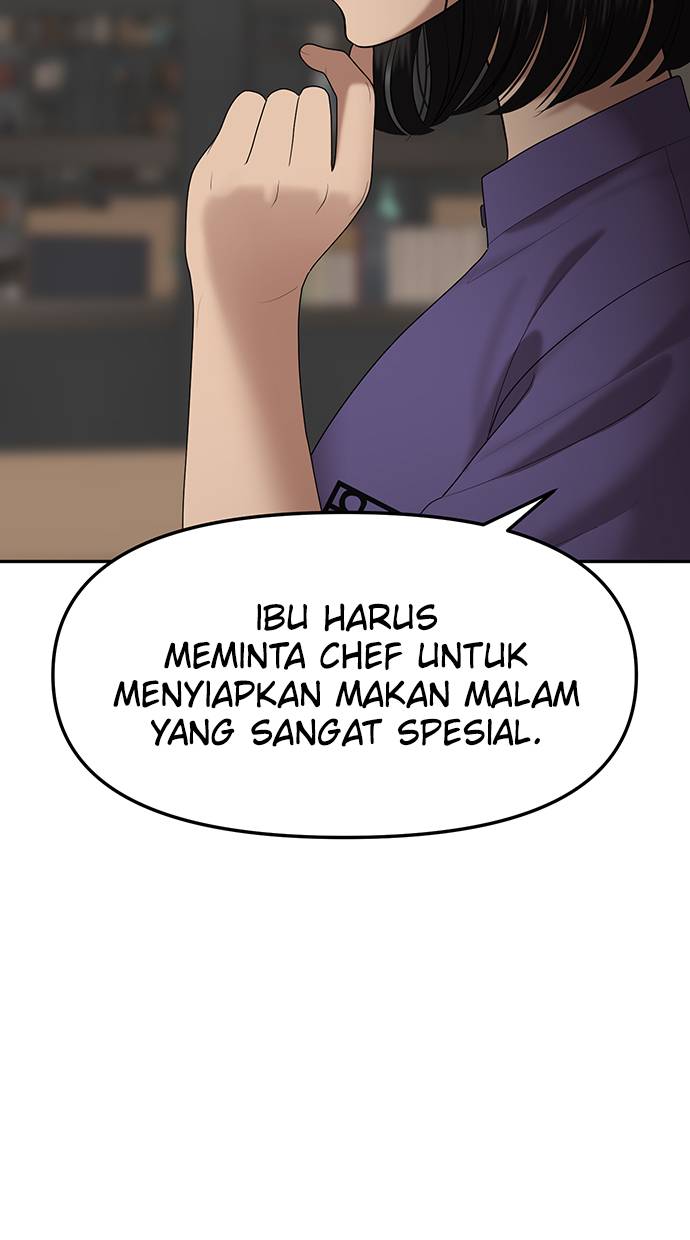 IBU HARUS
MEMINTA CHEF UNTUK
MENYIAPKAN MAKAN MALAM
YANG SANGAT SPESIAL.